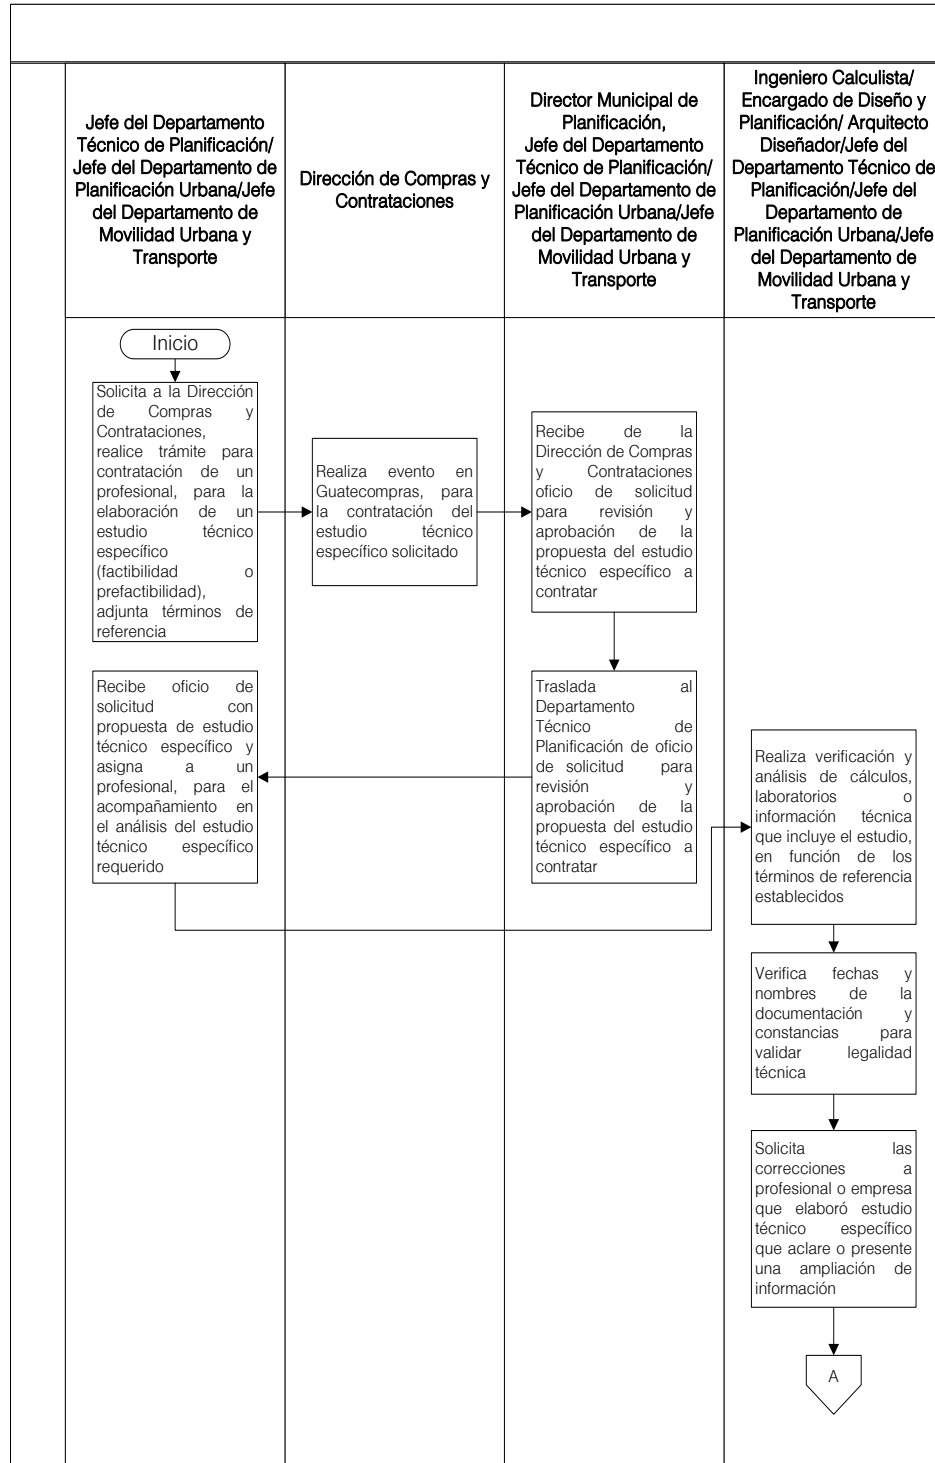 Jefe del Departamento
Técnico de Planificación/
Jefe del Departamento de
Planificación Urbana/Jefe
del Departamento de
Movilidad Urbana y
Transporte
Dirección de Compras y
Contrataciones
Director Municipal de
Planificación,
Jefe del Departamento
Técnico de Planificación/
Jefe del Departamento de
Planificación Urbana/Jefe
del Departamento de
Movilidad Urbana y
Transporte
Ingeniero Calculista/
Encargado de Diseño y
Planificación/ Arquitecto
Diseñador/Jefe del
Departamento Técnico de
Planificación/Jefe del
Departamento de
Planificación Urbana/Jefe
del Departamento de
Movilidad Urbana y
Transporte
Inicio
Solicita a la Dirección
de Compras y
Contrataciones,
realice trámite para
contratación de un
profesional, para la
elaboración de un
estudio técnico
específico
(factibilidad o
prefactibilidad),
adjunta términos de
referencia
Realiza evento en
Guatecompras, para
la contratación del
estudio técnico
específico solicitado
Recibe de la
Dirección de Compras
y Contrataciones
oficio de solicitud
para revisión y
aprobación de la
propuesta del estudio
técnico específico a
contratar
Traslada al
Departamento
Técnico de
Planificación de oficio
de solicitud para
revisión y
aprobación de la
propuesta del estudio
técnico específico a
contratar
Recibe oficio de
solicitud con
propuesta de estudio
técnico específico y
asigna a un
profesional, para el
acompañamiento en
el análisis del estudio
técnico específico
requerido
Realiza verificación y
análisis de cálculos,
laboratorios o
información técnica
que incluye el estudio,
en función de los
términos de referencia
establecidos
Verifica fechas y
nombres de la
documentación y
constancias para
validar legalidad
técnica
Solicita las
correcciones a
profesional o empresa
que elaboró estudio
técnico específico
que aclare o presente
una ampliación de
información
A